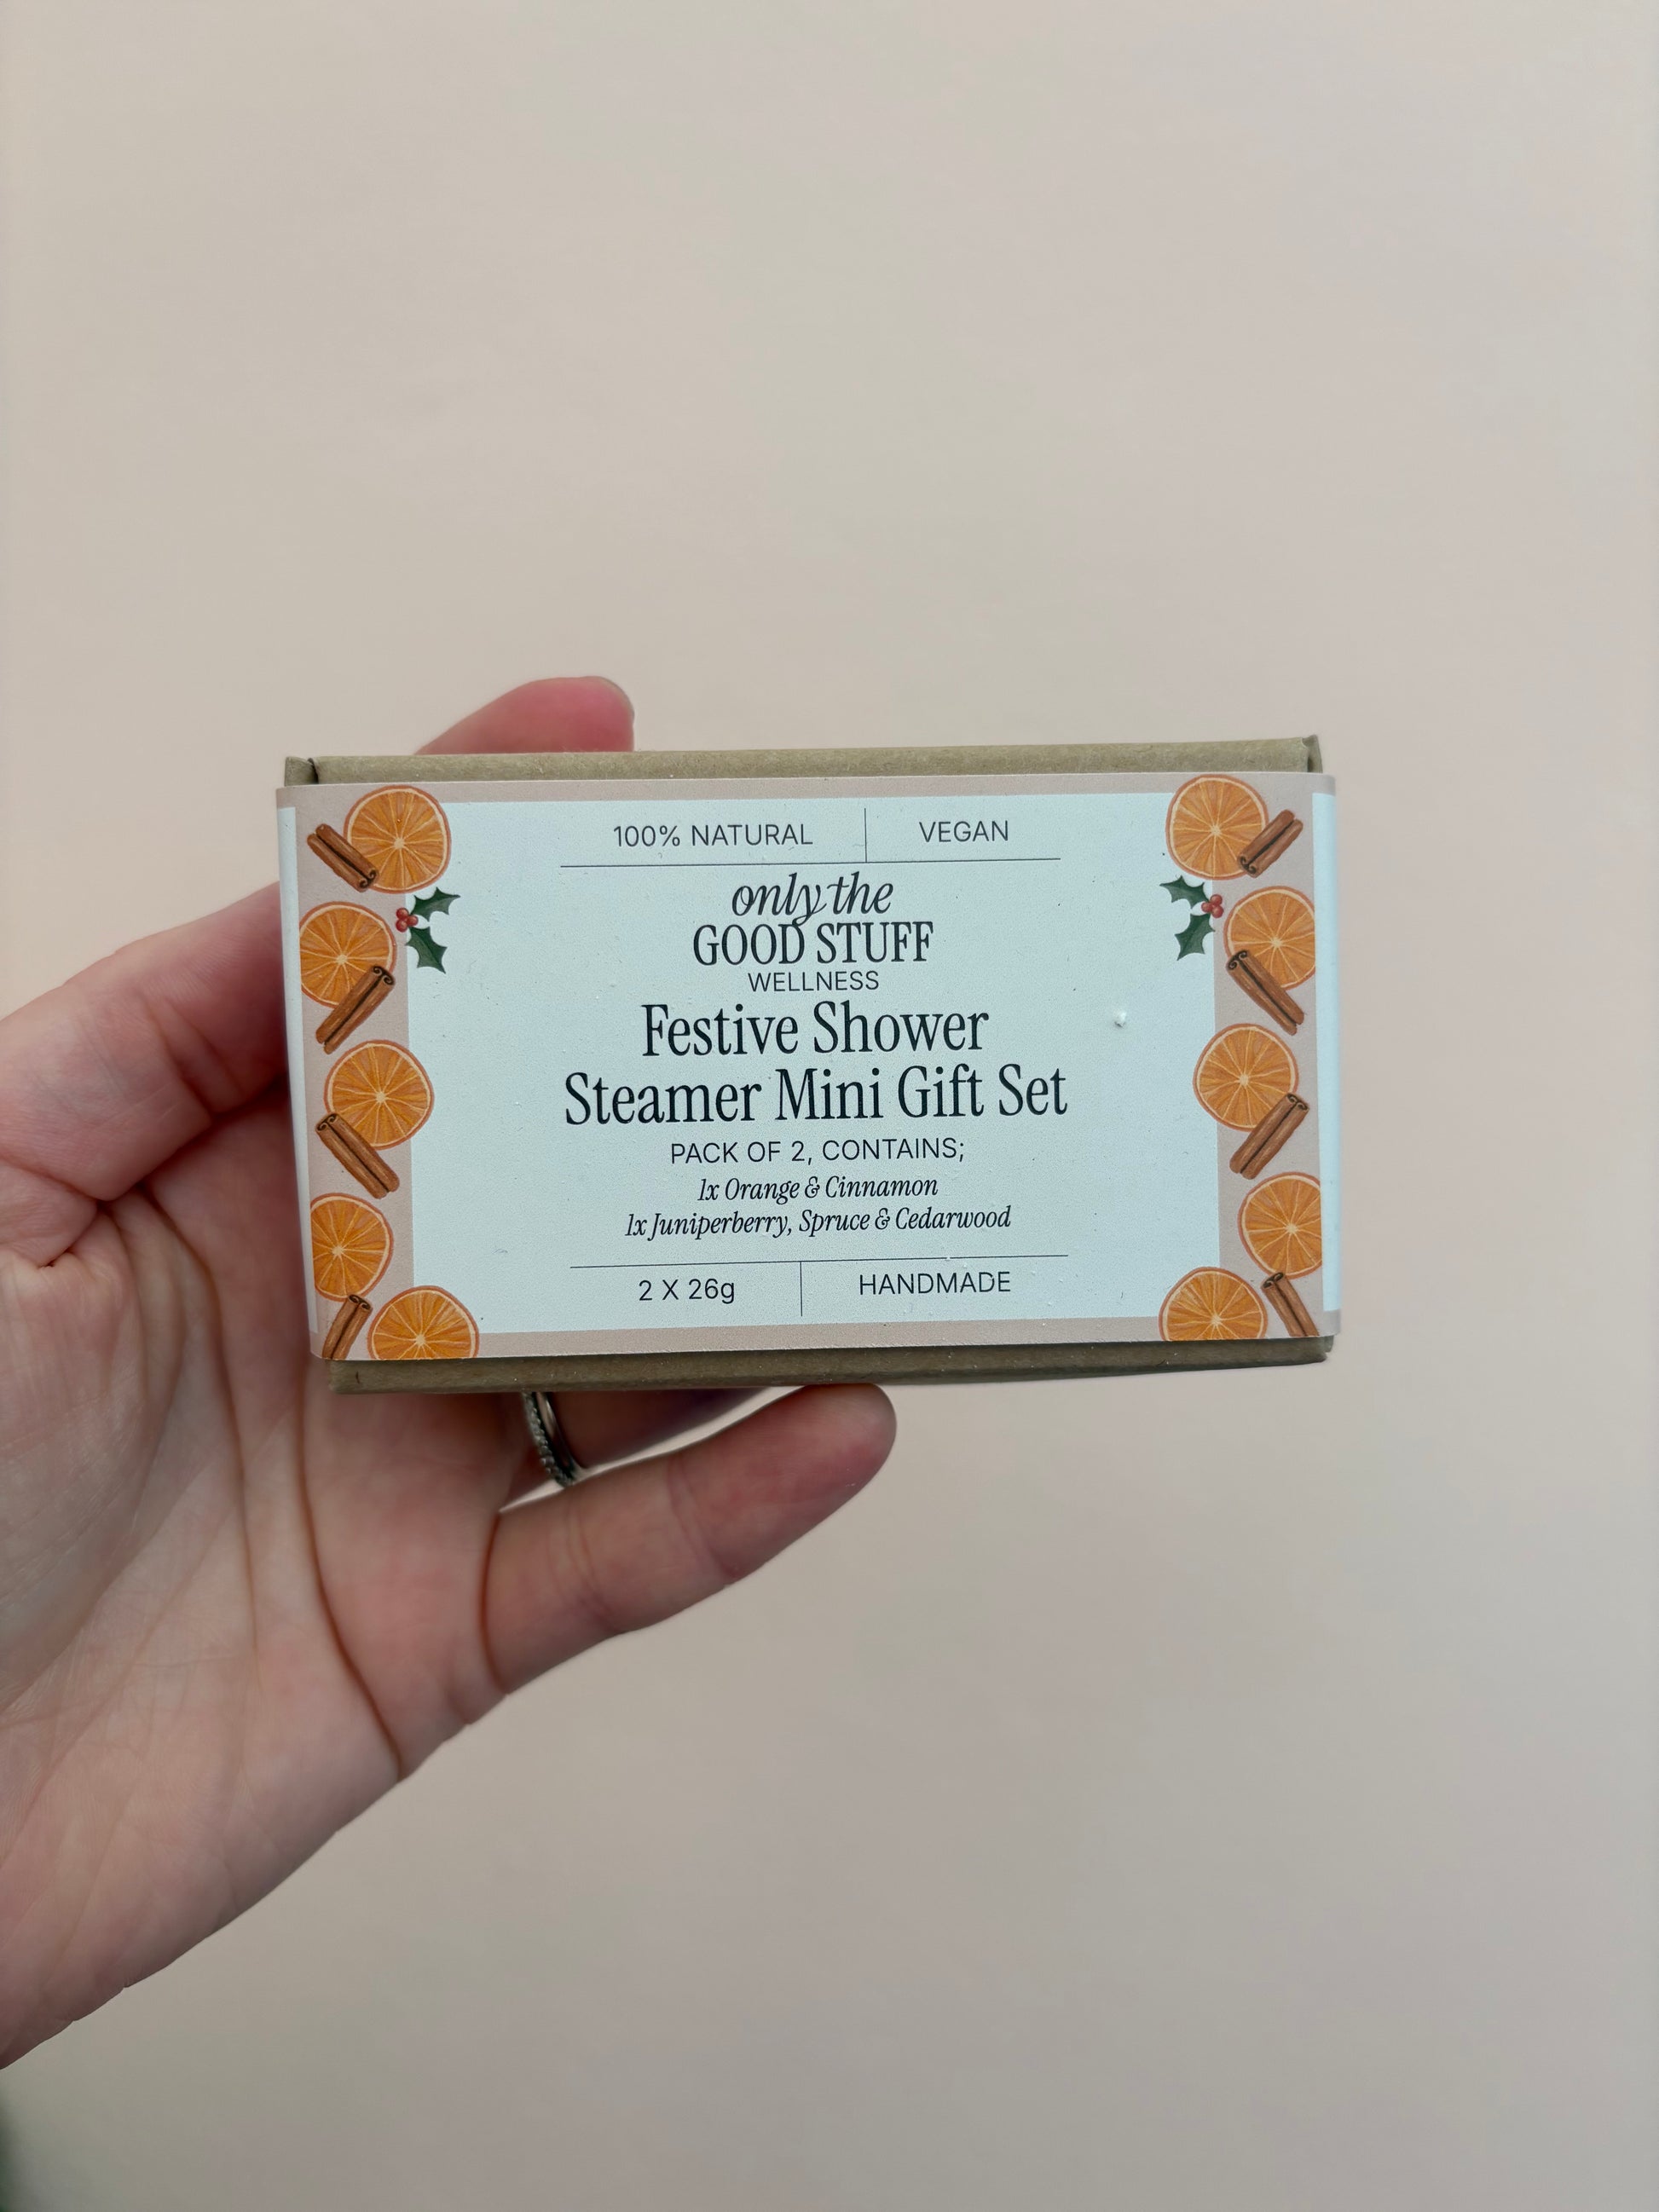 100% NATURAL VEGAN
only the
GOOD STUFF
WELLNESS
Festive Shower
Steamer Mini Gift Set
PACK OF 2, CONTAINS;
1x Orange & Cinnamon
1x Juniperberry, Spruce & Cedarwood
2 X 26g HANDMADE